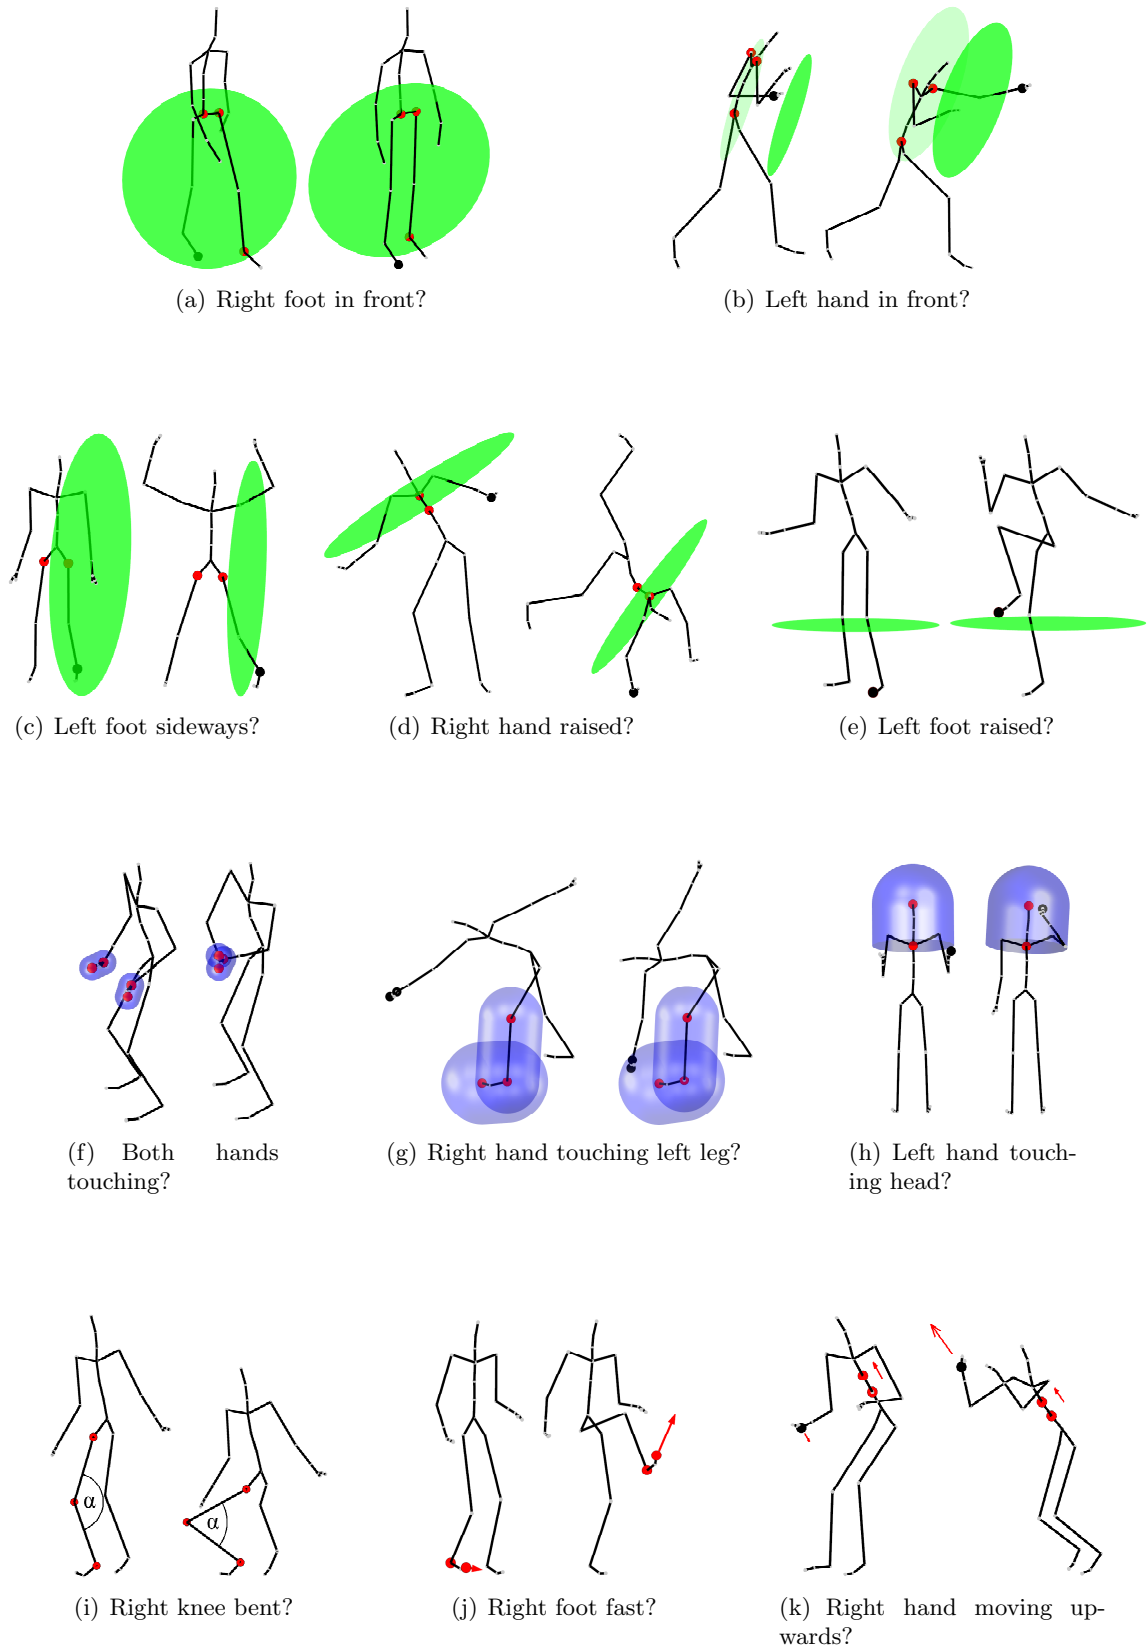 (a) Right foot in front?
(b) Left hand in front?
(c) Left foot sideways?
(d) Right hand raised?
(e) Left foot raised?
(f) Both hands
touching?
(g) Right hand touching left leg?
(h) Left hand touch-
ing head?
α
α
(i) Right knee bent?
(j) Right foot fast?
(k) Right hand moving up-
wards?